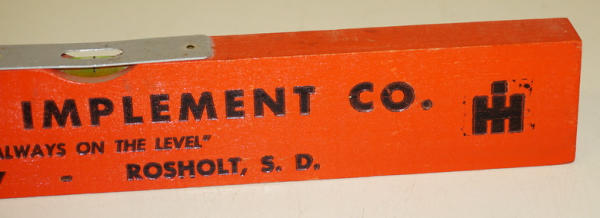 IMPLEMENT CO.
ALWAYS ON THE LEVEL"
- ROSHOLT, S. D.